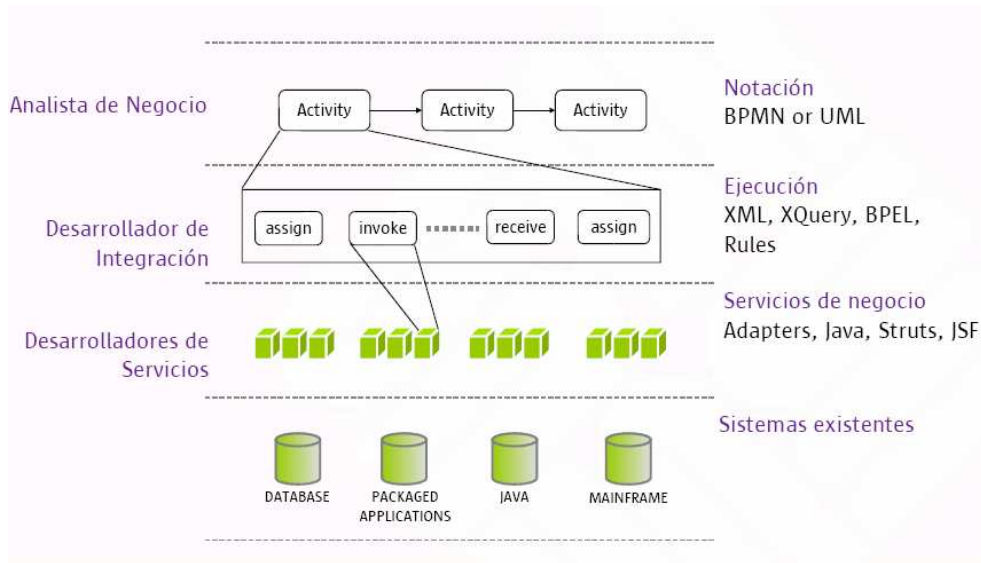 Analista de Negocio
Activity
Activity
Activity
Notación
BPMN or UML
Desarrollador de
Integración
assign
invoke
receive
assign
Ejecución
XML, XQuery, BPEL,
Rules
Desarrolladores de
Servicios
Servicios de negocio
Adapters, Java, Struts, JSF
Sistemas existentes
DATABASE
PACKAGED
APPLICATIONS
JAVA
MAINFRAME